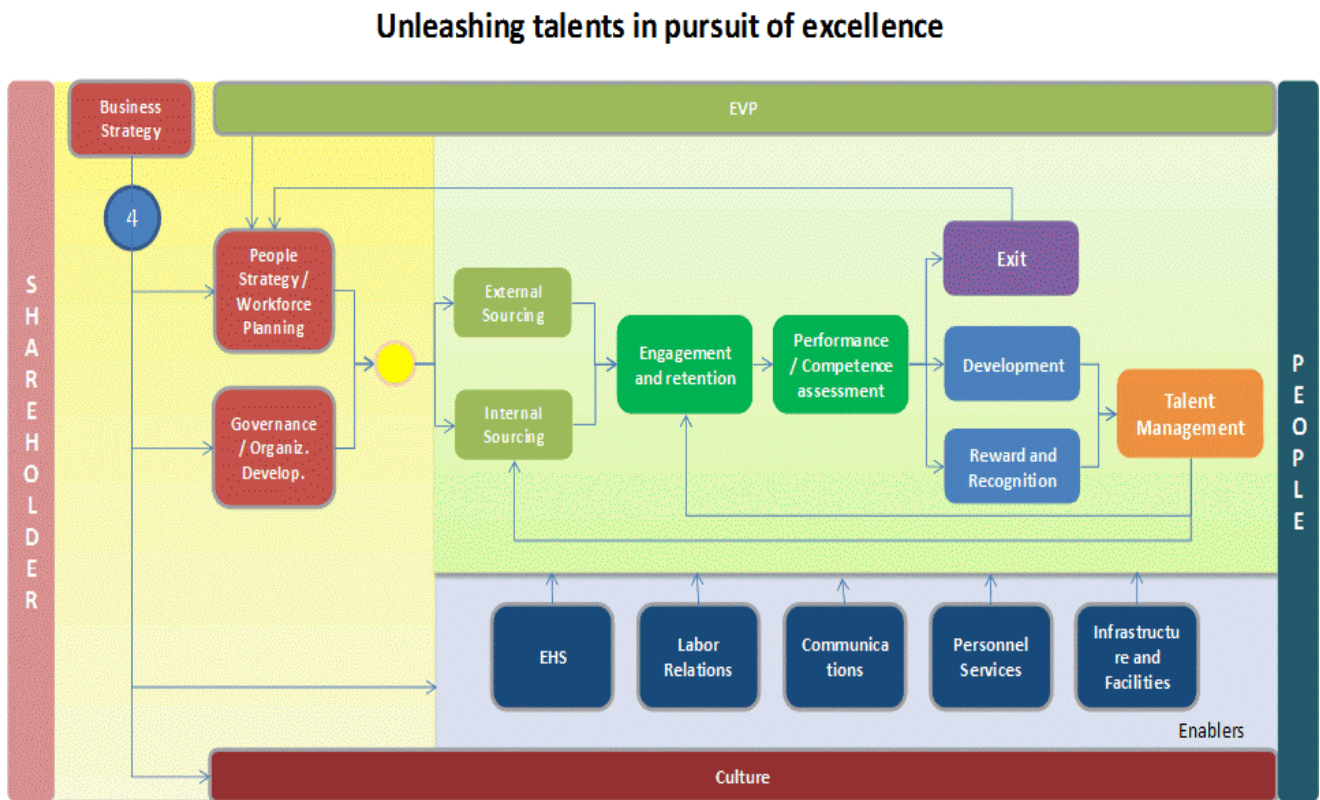 Unleashing talents in pursuit of excellence
SHAREHOLDER
Business
Strategy
EVP
4
People
Strategy /
Workforce
Planning
Governance
/ Organiz.
Develop.
External
Sourcing
Internal
Sourcing
Engagement
and retention
Performance
/ Competence
assessment
Exit
Development
Reward and
Recognition
Talent
Management
PEOPLE
EHS
Labor
Relations
Communica
tions
Personnel
Services
Infrastructu
re and
Facilities
Enablers
Culture